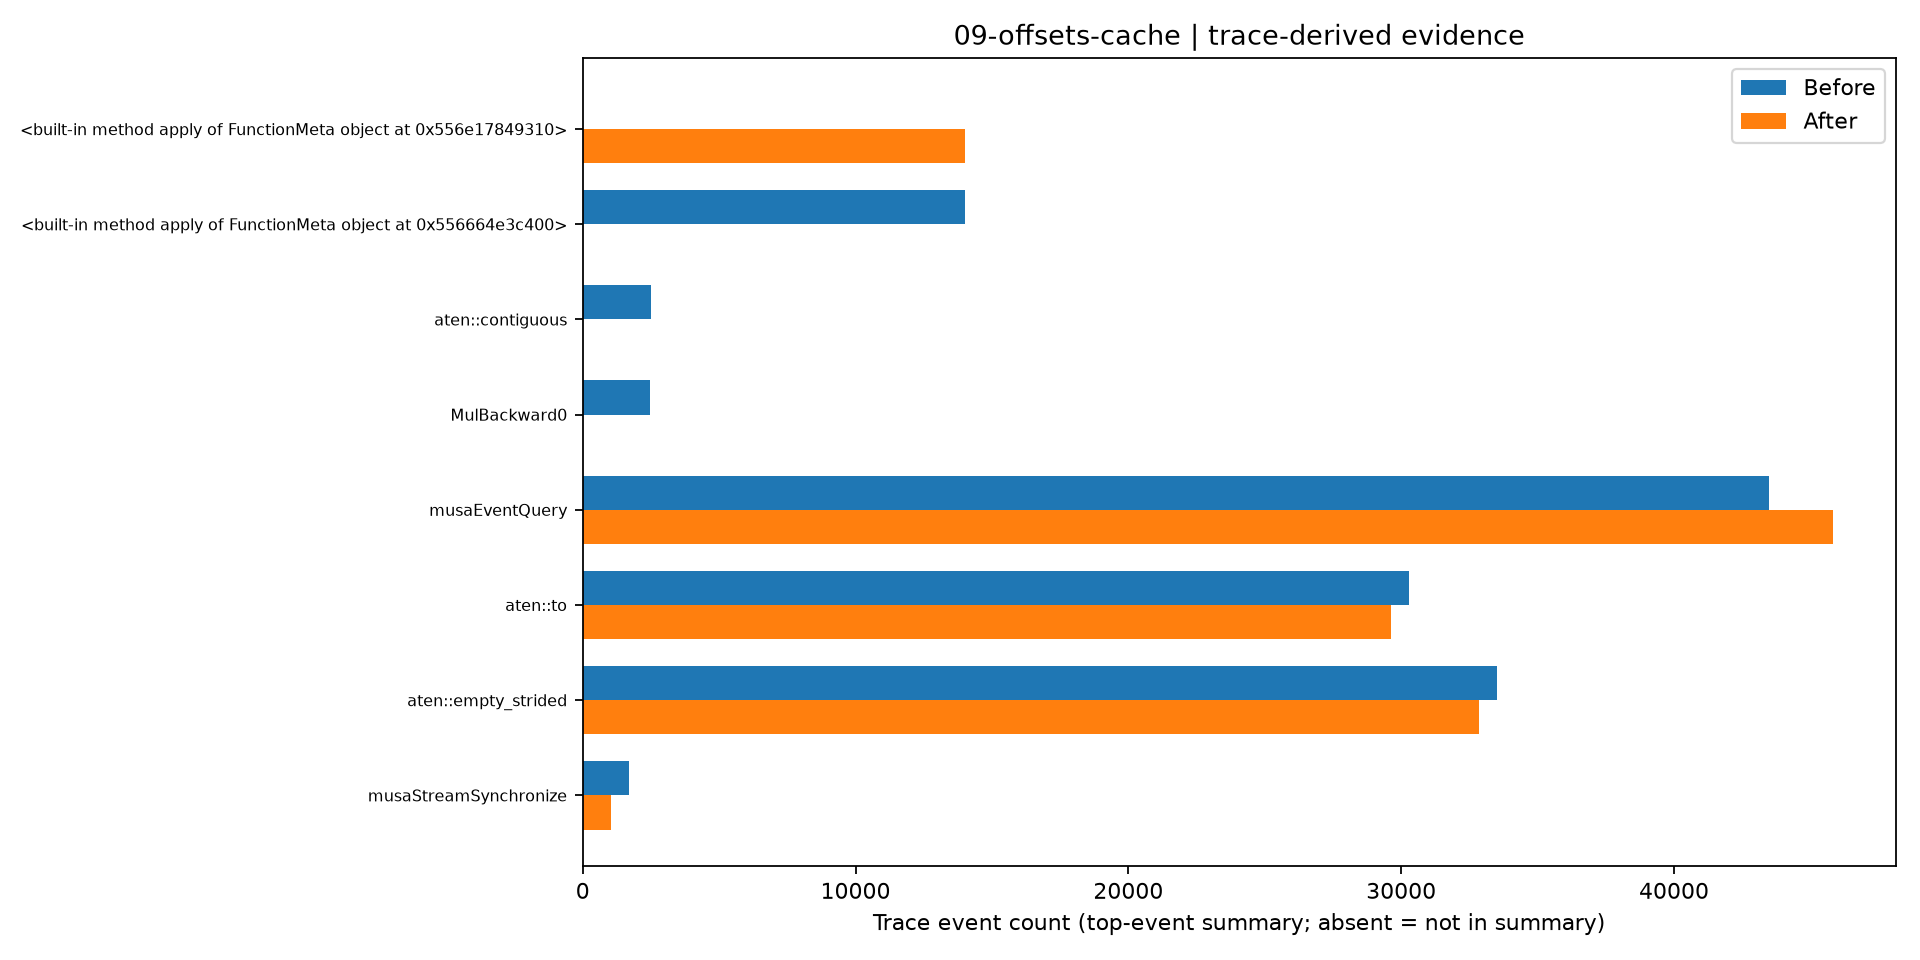 09-offsets-cache | trace-derived evidence
Before
After
<built-in method apply of FunctionMeta object at 0x556e17849310>
<built-in method apply of FunctionMeta object at 0x556664e3c400>
aten::contiguous
MulBackward0
musaEventQuery
aten::to
aten::empty_strided
musaStreamSynchronize
0 10000 20000 30000 40000
Trace event count (top-event summary; absent = not in summary)